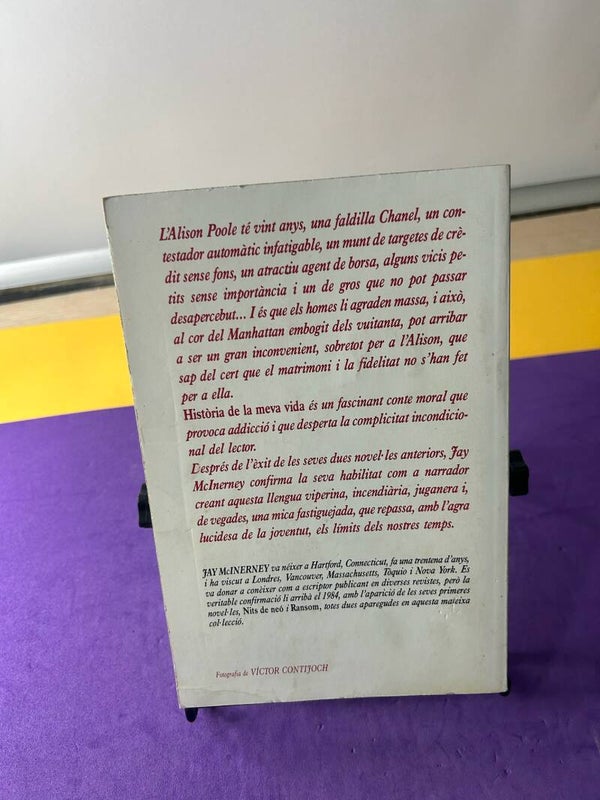 L'Alison Poole té vint anys, una faldilla Chanel, un con-
testador automàtic infatigable, un munt de targetes de crè-
dit sense fons, un atractiu agent de borsa, alguns vicis pe-
tits sense importància i un de gros que no pot passar
desapercebut... I és que els homes li agraden massa, i això,
al cor del Manhattan embogit dels vuitanta, pot arribar
a ser un gran inconvenient, sobretot per a l'Alison, que
sap del cert que el matrimoni i la fidelitat no s'han fet
per a ella.
Història de la meva vida és un fascinant conte moral que
provoca addicció i que desperta la complicitat incondicio-
nal del lector.
Després de l'èxit de les seves dues novel·les anteriors, Jay
McInerney confirma la seva habilitat com a narrador
creant aquesta llengua viperina, incendiària, juganera i,
de vegades, una mica fastiguejada, que repassa, amb l'agra
lucidesa de la joventut, els límits dels nostres temps.
JAY McINERNEY va néixer a Hartford, Connecticut, fa una trentena d'anys,
i ha viscut a Londres, Vancouver, Massachusetts, Tòquio i Nova York. Es
va donar a conèixer com a escriptor publicant en diverses revistes, però la
veritable confirmació li arribà el 1984, amb l'aparició de les seves primeres
novel·les, Nits de neó i Ransom, totes dues aparegudes en aquesta mateixa
col·lecció.
Fotografia de VÍCTOR CONTIJOCH